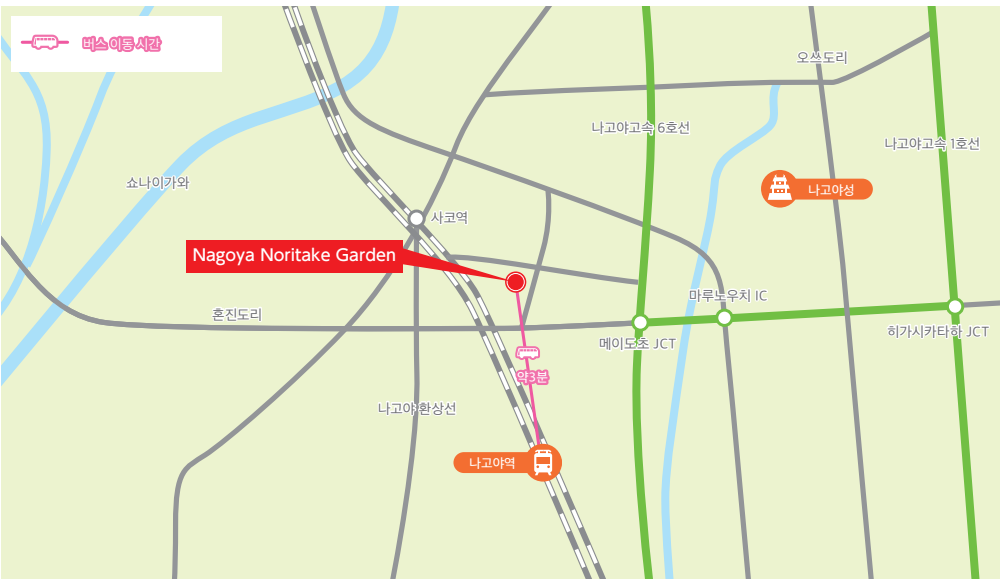 버스 이동 시간
오쓰도리
나고야고속 6호선
나고야고속 1호선
쇼나이가와
나고야성
사코역
Nagoya Noritake Garden
마루노우치 IC
혼진도리
메이도초 JCT
히가시카타하 JCT
약3분
나고야 환상선
나고야역